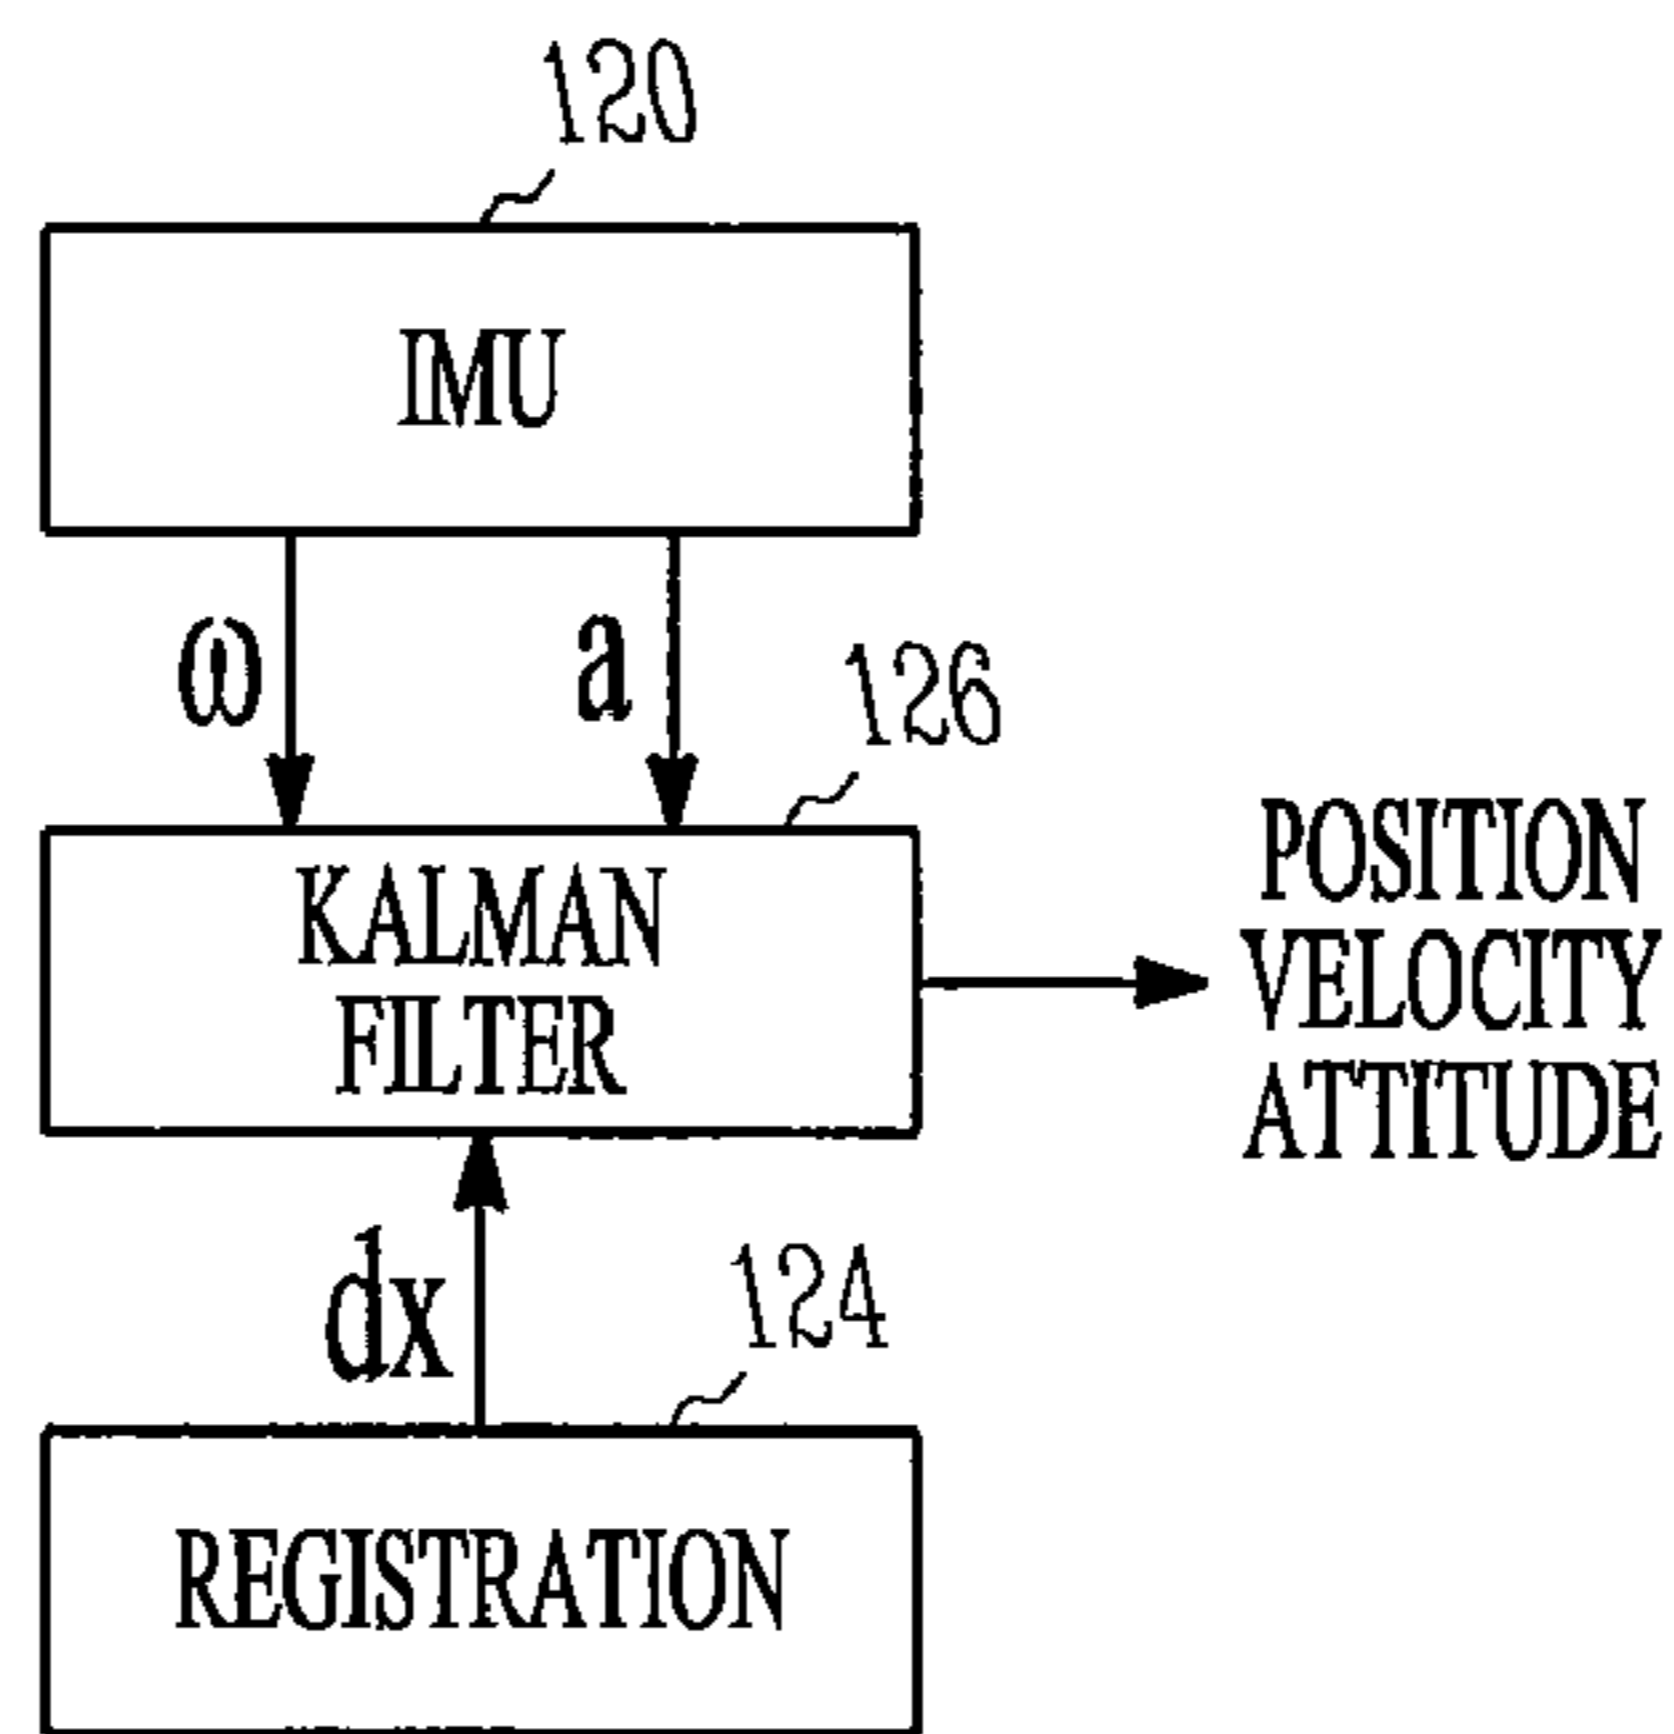 120
IMU
ω
a
126
KALMAN
FILTER
POSITION
VELOCITY
ATTITUDE
dx
124
REGISTRATION